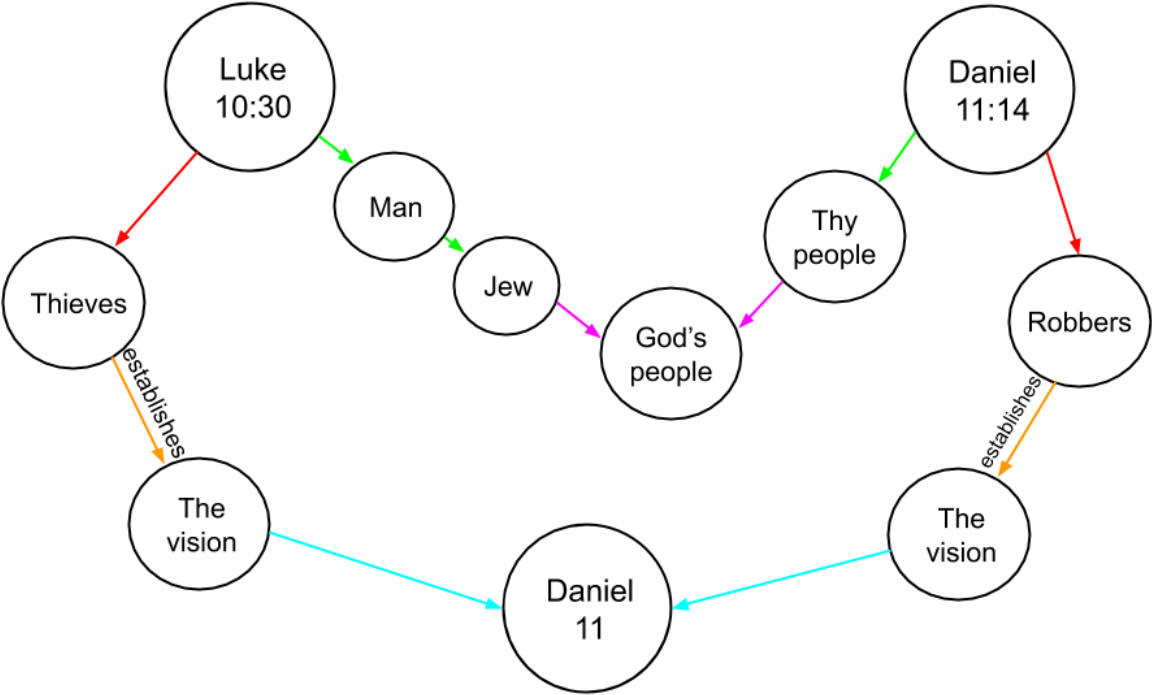 Luke
10:30
Daniel
11:14
Man
Thy
people
Jew
Thieves
Robbers
God’s
people
establishes
establishes
The
vision
The
vision
Daniel
11